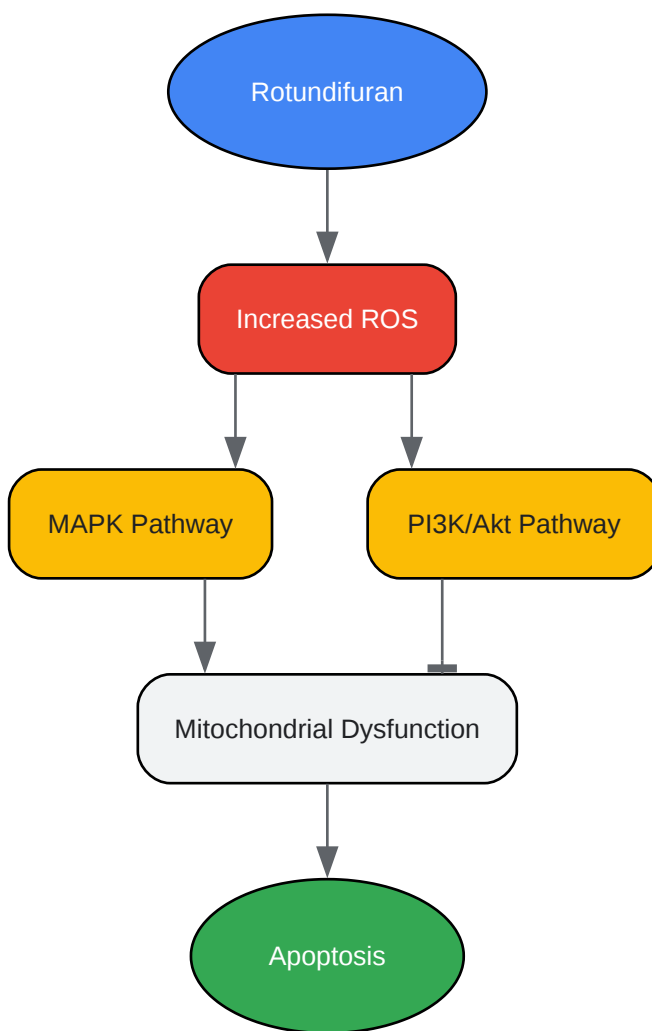 Rotundifuran
Increased ROS
MAPK Pathway
PI3K/Akt Pathway
Mitochondrial Dysfunction
Apoptosis